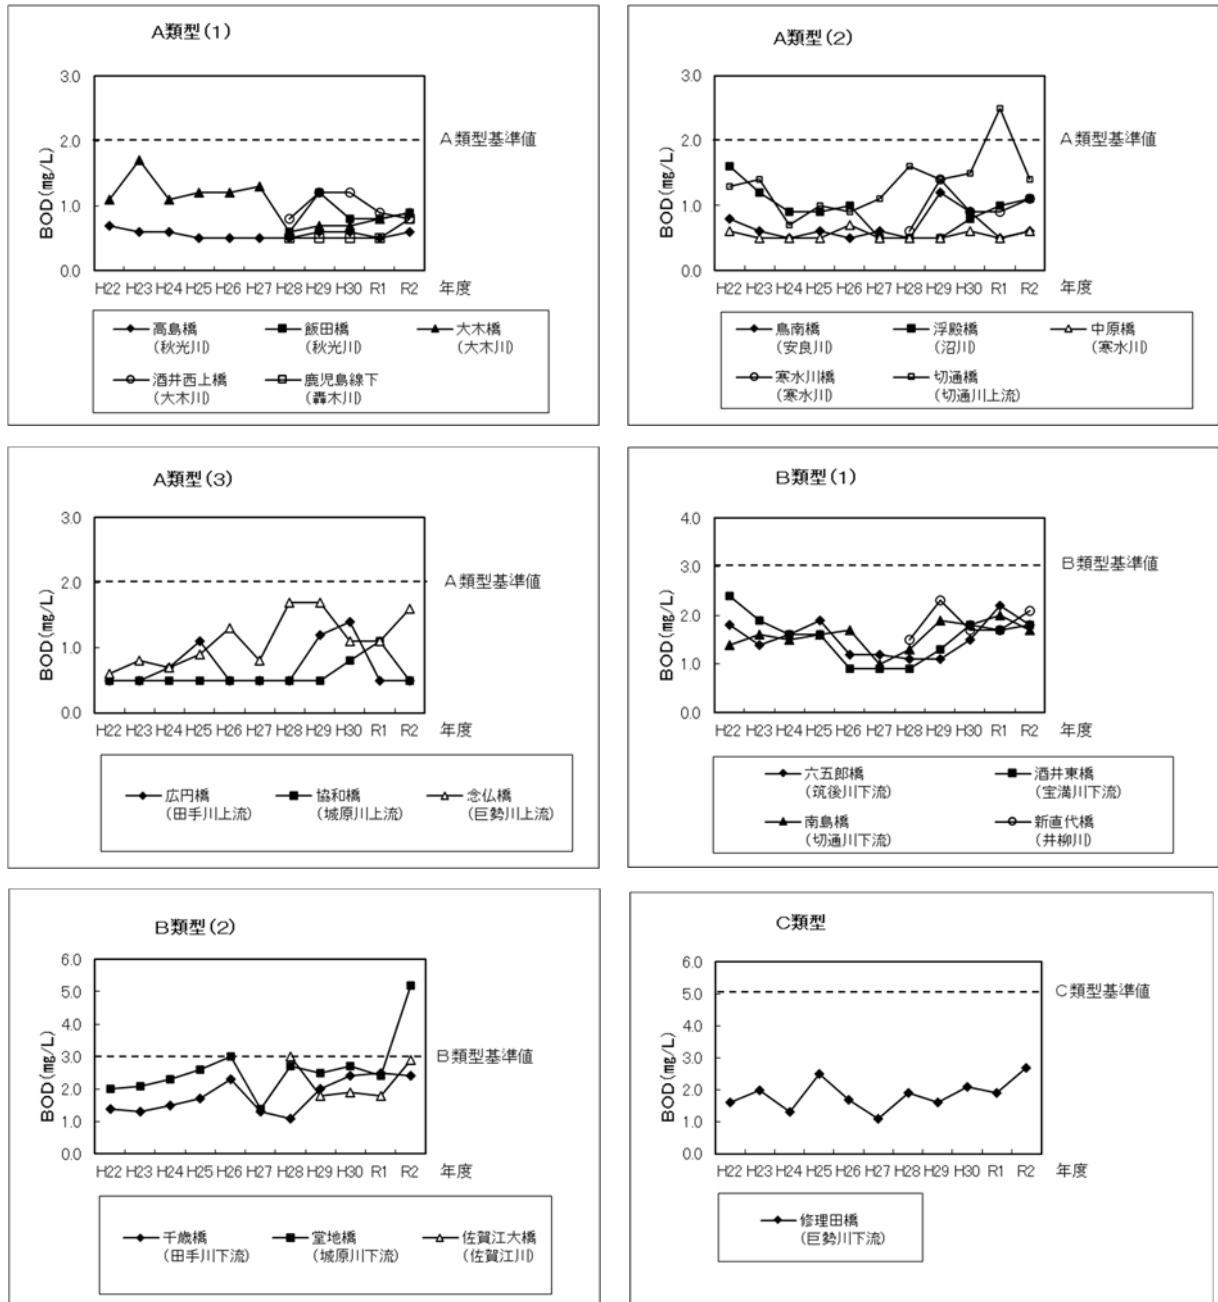 A類型(1)
3.0
2.0
1.0
0.0
BOD(㎎/L)
A類型基準値
H22 H23 H24 H25 H26 H27 H28 H29 H30 R1 R2 年度
高島橋 飯田橋 大木橋
(秋光川) (秋光川) (大木川)
酒井西上橋 鹿児島線下
(大木川) (轟木川)
A類型(2)
3.0
2.0
1.0
0.0
BOD(㎎/L)
A類型基準値
H22 H23 H24 H25 H26 H27 H28 H29 H30 R1 R2 年度
鳥南橋 浮殿橋 中原橋
(安良川) (沼川) (寒水川)
寒水川橋 切通橋
(寒水川) (切通川上流)
A類型(3)
3.0
2.0
1.0
0.0
BOD(㎎/L)
A類型基準値
H22 H23 H24 H25 H26 H27 H28 H29 H30 R1 R2 年度
広円橋 協和橋 念仏橋
(田手川上流) (城原川上流) (巨勢川上流)
B類型(1)
4.0
3.0
2.0
1.0
0.0
BOD(㎎/L)
B類型基準値
H22 H23 H24 H25 H26 H27 H28 H29 H30 R1 R2 年度
六五郎橋 酒井東橋
(筑後川下流) (宝満川下流)
南島橋 新直代橋
(切通川下流) (井柳川)
B類型(2)
6.0
5.0
4.0
3.0
2.0
1.0
0.0
BOD(㎎/L)
B類型基準値
H22 H23 H24 H25 H26 H27 H28 H29 H30 R1 R2 年度
千歳橋 堂地橋 佐賀江大橋
(田手川下流) (城原川下流) (佐賀江川)
C類型
6.0
5.0
4.0
3.0
2.0
1.0
0.0
BOD(㎎/L)
C類型基準値
H22 H23 H24 H25 H26 H27 H28 H29 H30 R1 R2 年度
修理田橋
(巨勢川下流)